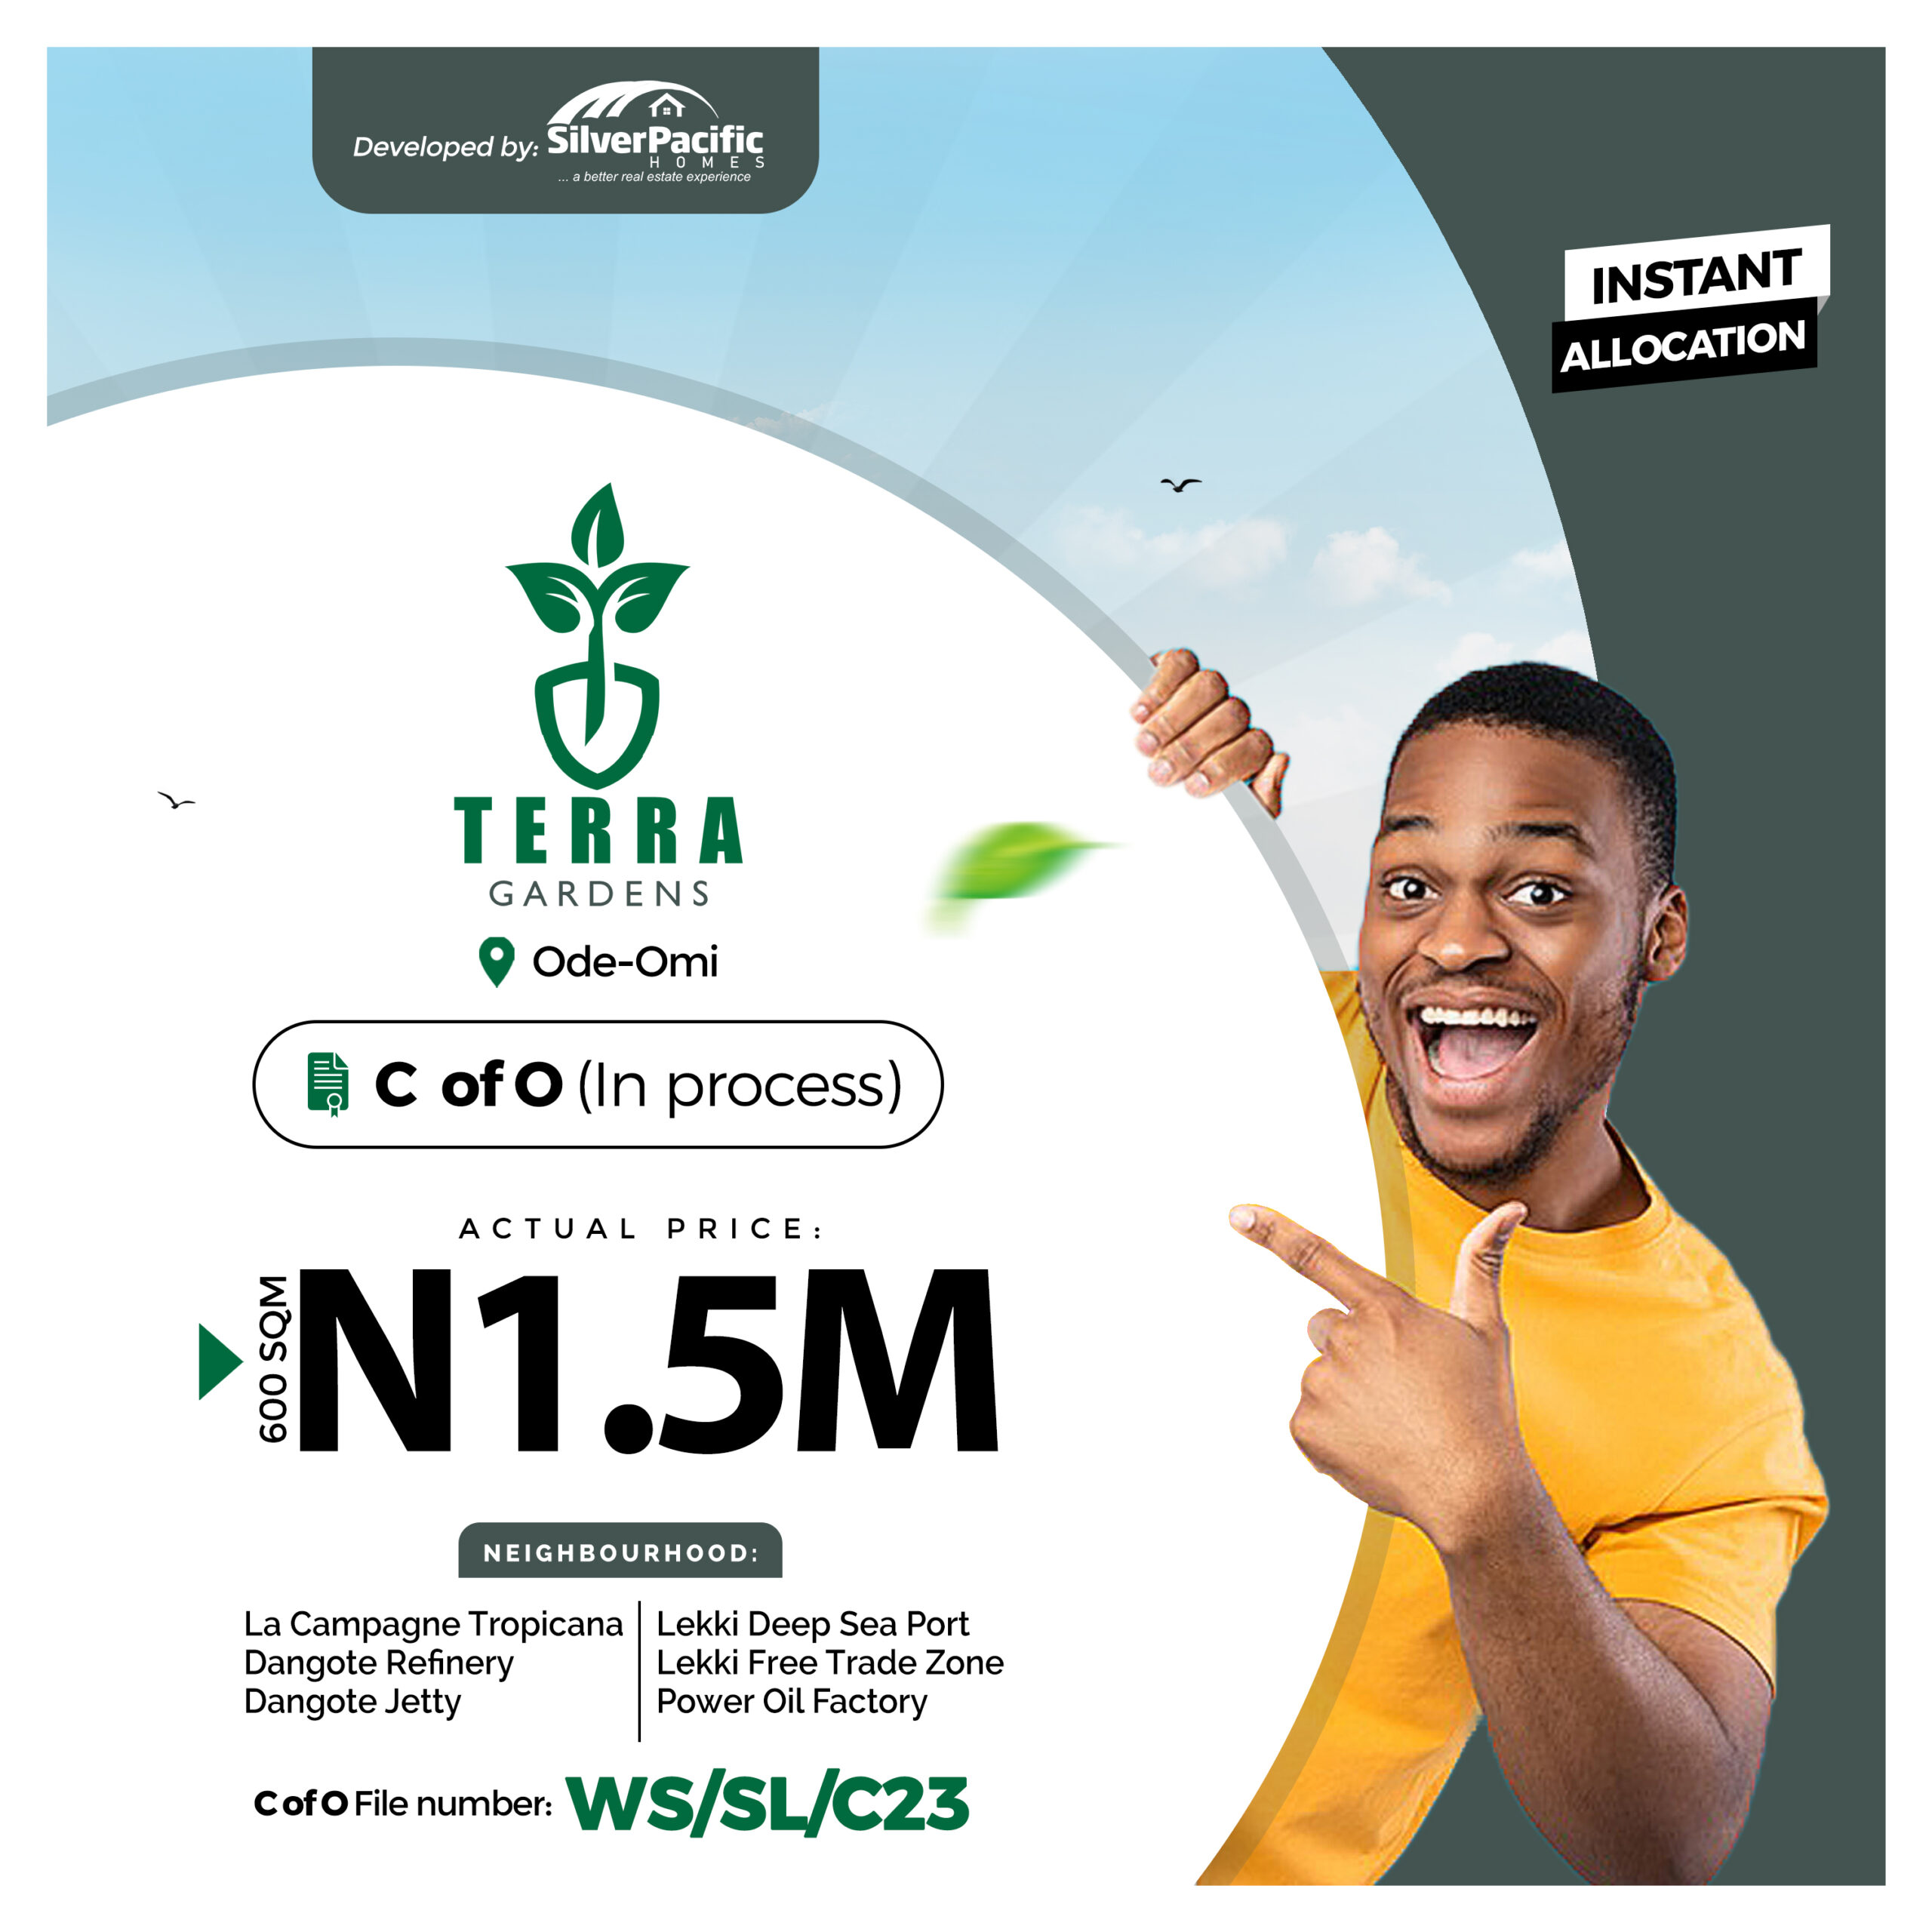 Developed by:
SilverPacific
HOMES
... a better real estate experience
INSTANT
ALLOCATION
TERRA
GARDENS
Ode-Omi
C of O (In process)
ACTUAL PRICE:
600 SQM
N1.5M
NEIGHBOURHOOD:
La Campagne Tropicana
Dangote Refinery
Dangote Jetty
Lekki Deep Sea Port
Lekki Free Trade Zone
Power Oil Factory
C of O File number: WS/SL/C23